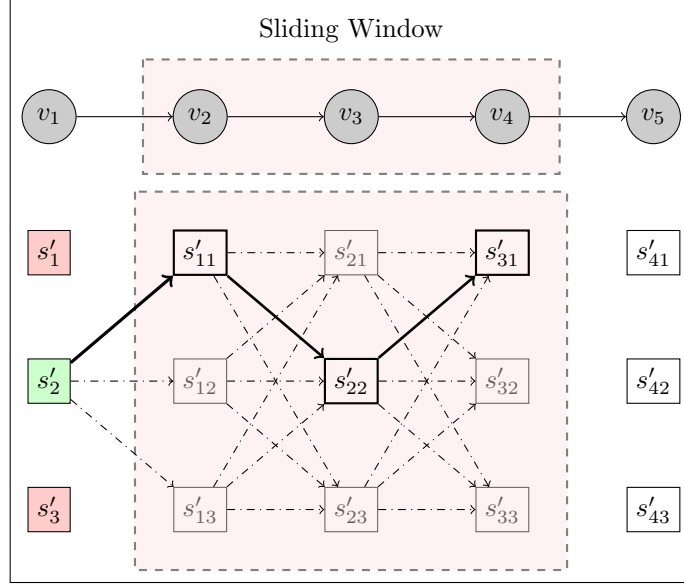 Sliding Window
v₁ v₂ v₃ v₄ v₅
s′₁ s′₁₁ s′₂₁ s′₃₁ s′₄₁
s′₂ s′₁₂ s′₂₂ s′₃₂ s′₄₂
s′₃ s′₁₃ s′₂₃ s′₃₃ s′₄₃